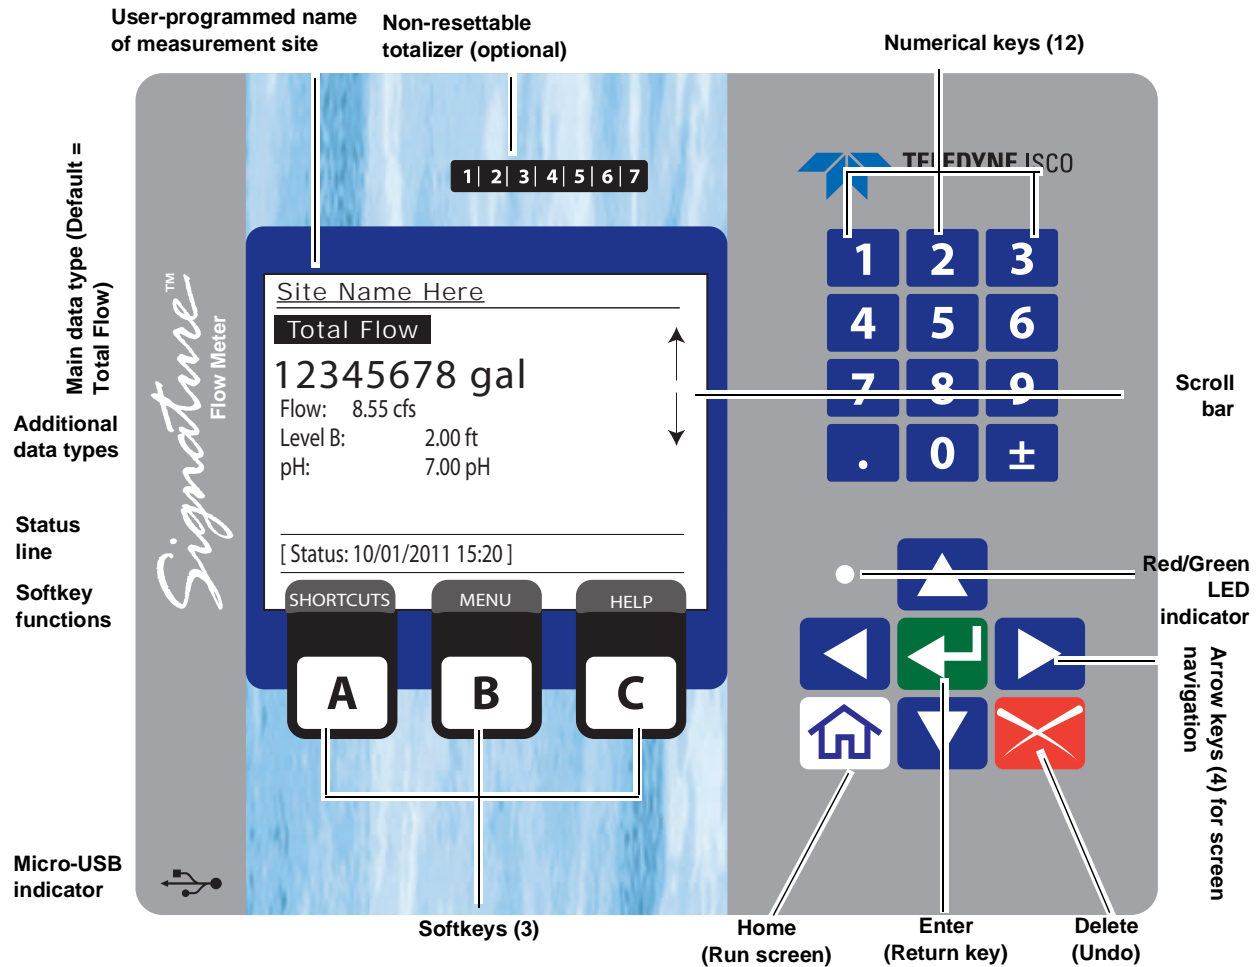 User-programmed name
of measurement site
Non-resettable
totalizer (optional)
Numerical keys (12)
Main data type (Default =
Total Flow)
Additional
data types
Status
line
Softkey
functions
Micro-USB
indicator
Signature™
Flow Meter
1 2 3 4 5 6 7
TELEDYNE ISCO
Site Name Here
Total Flow
12345678 gal
Flow: 8.55 cfs
Level B: 2.00 ft
pH: 7.00 pH
[ Status: 10/01/2011 15:20 ]
SHORTCUTS MENU HELP
A B C
1 2 3
4 5 6
7 8 9
. 0 ±
Scroll
bar
Red/Green
LED
indicator
Arrow keys (4) for screen
navigation
Softkeys (3)
Home
(Run screen)
Enter
(Return key)
Delete
(Undo)